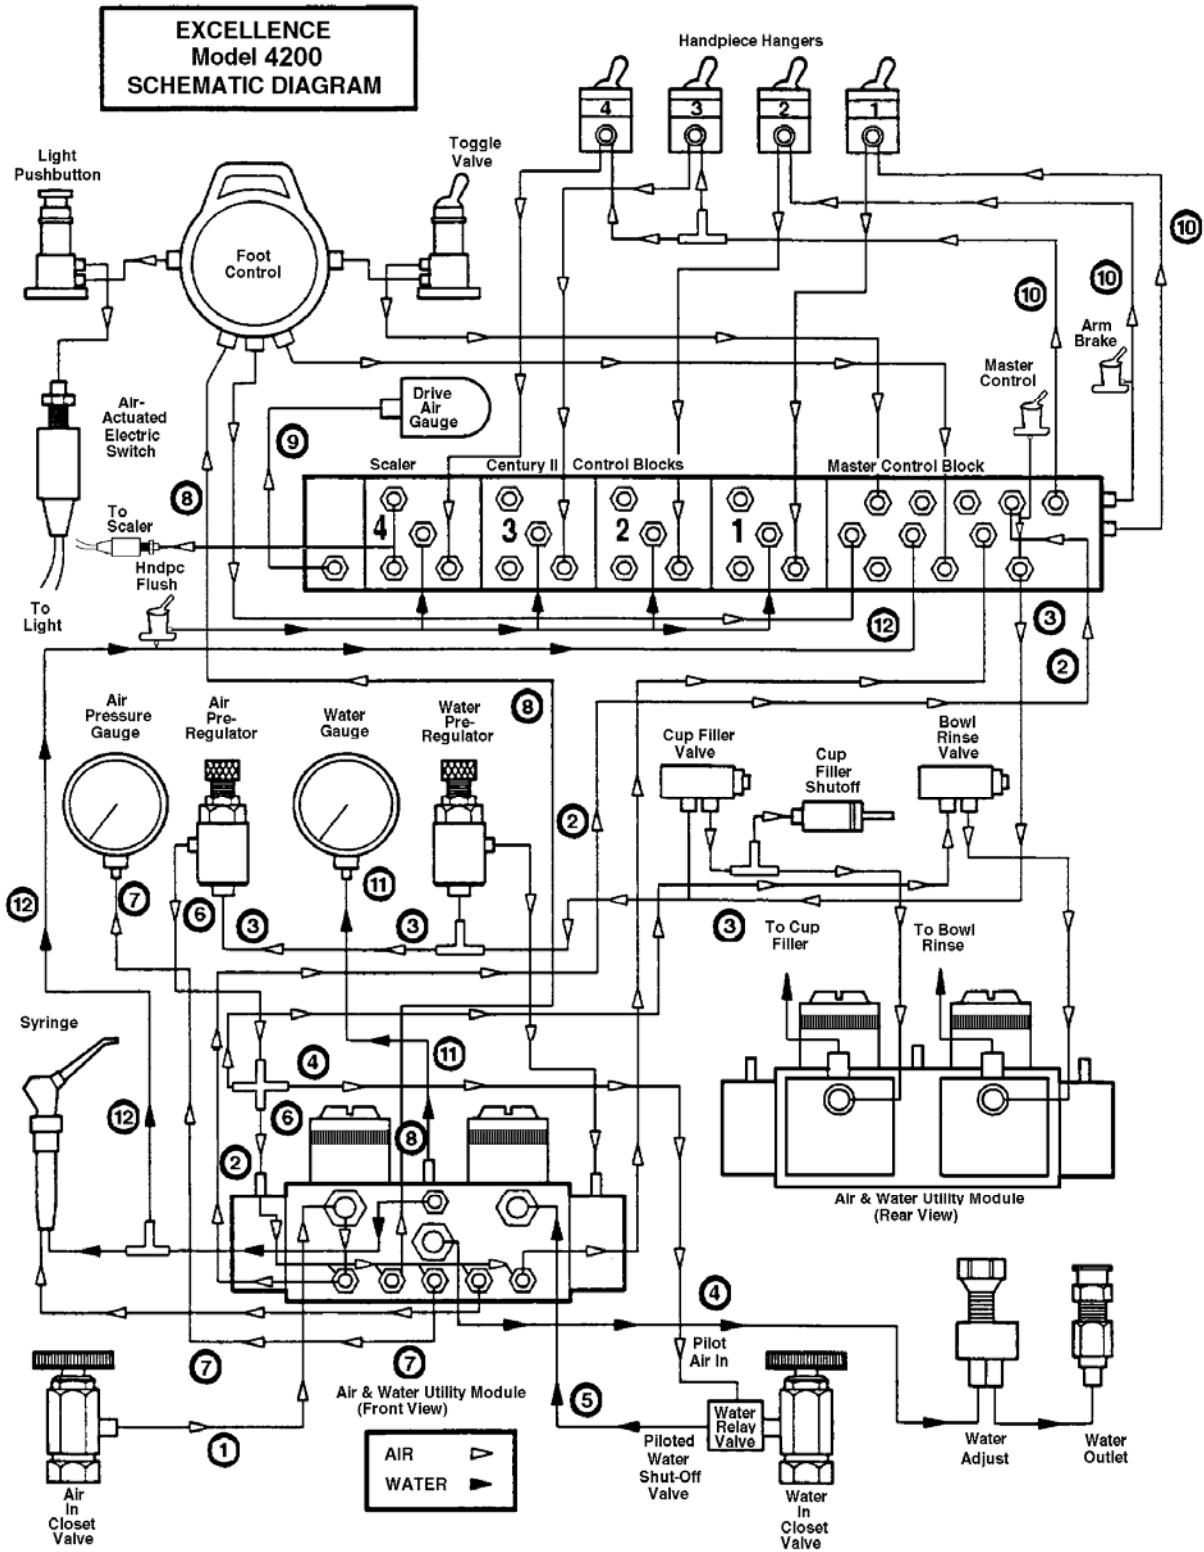 EXCELLENCE
Model 4200
SCHEMATIC DIAGRAM
Handpiece Hangers
4
3
2
1
Light
Pushbutton
Toggle
Valve
Foot
Control
10
10
10
Arm
Brake
Master
Control
Air-
Actuated
Electric
Switch
Drive
Air
Gauge
9
8
Scaler
Century II Control Blocks
Master Control Block
4
3
2
1
To
Scaler
Hndpc
Flush
To
Light
12
3
2
Air
Pressure
Gauge
Air
Pre-
Regulator
Water
Gauge
Water
Pre-
Regulator
8
Cup Filler
Valve
Cup
Filler
Shutoff
Bowl
Rinse
Valve
2
12
7
6
11
3
3
3
To Cup
Filler
To Bowl
Rinse
Syringe
4
11
12
6
8
2
Air & Water Utility Module
(Rear View)
4
Pilot
Air In
7
7
Air & Water Utility Module
(Front View)
5
1
AIR
WATER
Water
Relay
Valve
Piloted
Water
Shut-Off
Valve
Water
Adjust
Water
Outlet
Air
In
Closet
Valve
Water
In
Closet
Valve